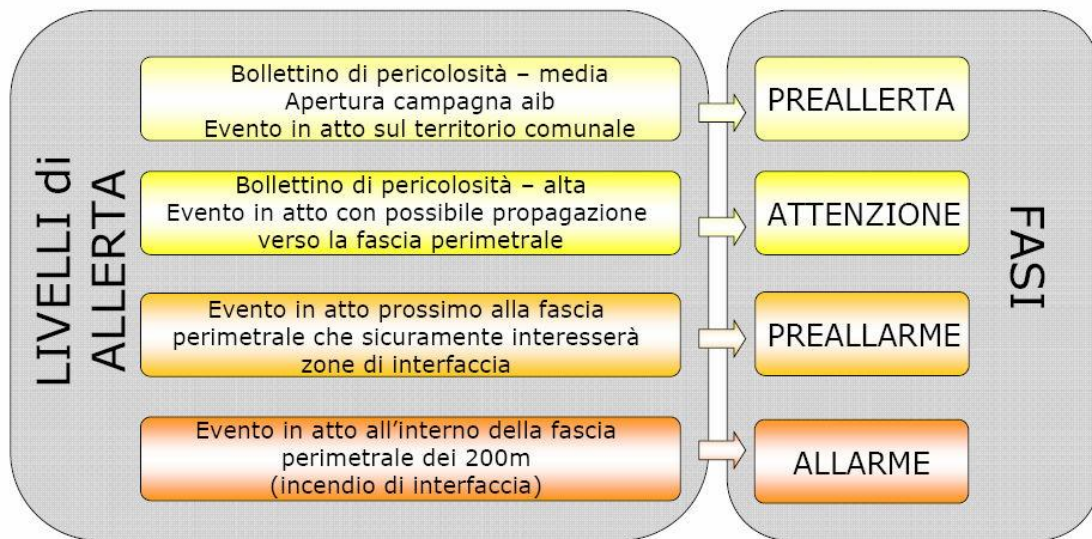 LIVELLI di
ALLERTA
Bollettino di pericolosità – media
Apertura campagna aib
Evento in atto sul territorio comunale
PREALLERTA
Bollettino di pericolosità – alta
Evento in atto con possibile propagazione
verso la fascia perimetrale
ATTENZIONE
Evento in atto prossimo alla fascia
perimetrale che sicuramente interesserà
zone di interfaccia
PREALLARME
Evento in atto all’interno della fascia
perimetrale dei 200m
(incendio di interfaccia)
ALLARME
FASI